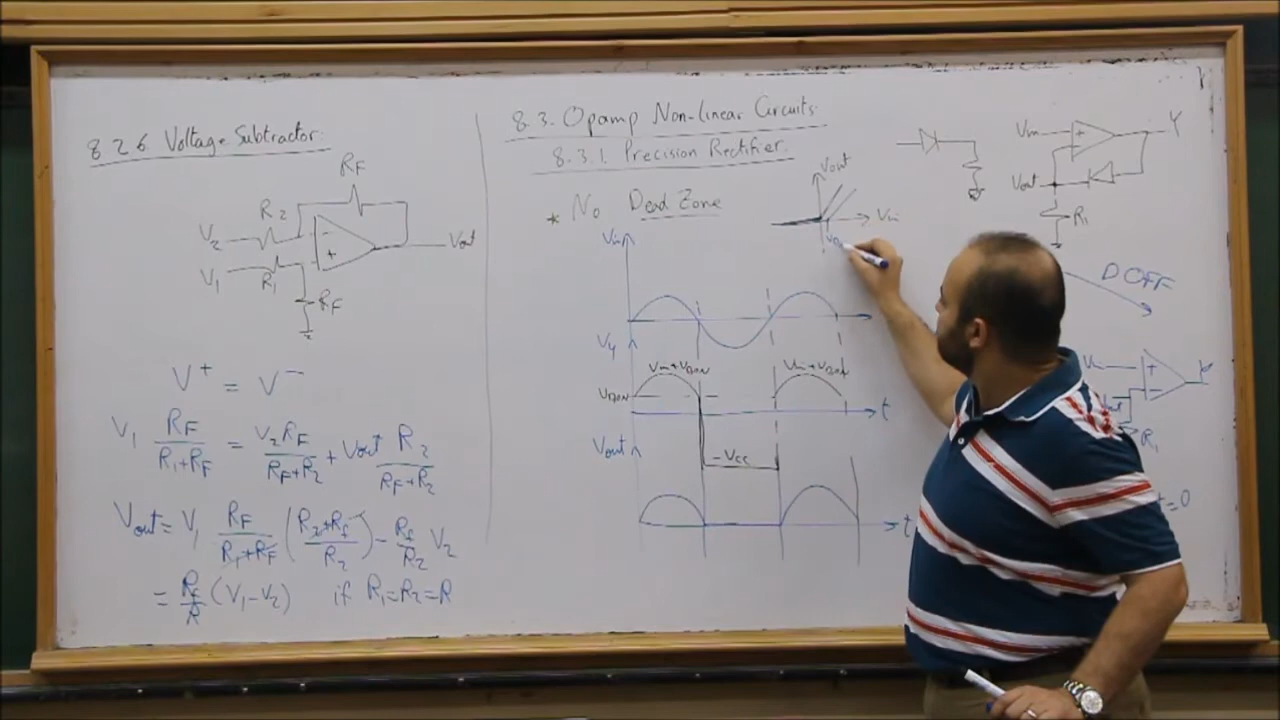 8.2.6 Voltage Subtractor:
RF
R2
V2
Vout
V1
R1
RF
V+ = V-
V1 RF/(R1+RF) = V2RF/(RF+R2) + Vout R2/(RF+R2)
Vout = V1 RF/(R1+RF) ((R2+Rf)/R2) - Rf/R2 V2
= Rf/R (V1-V2) if R1=R2=R
8.3. Opamp Non-linear Circuits:
8.3.1. Precision Rectifier:
* No Dead Zone
Vout
Vin
Vin
VY
Vin+VDON
Vin+VDON
VDON
t
Vout
-VCC
t
Vin
+
Y
-
Vout
R1
D OFF
+
-
R1
=0